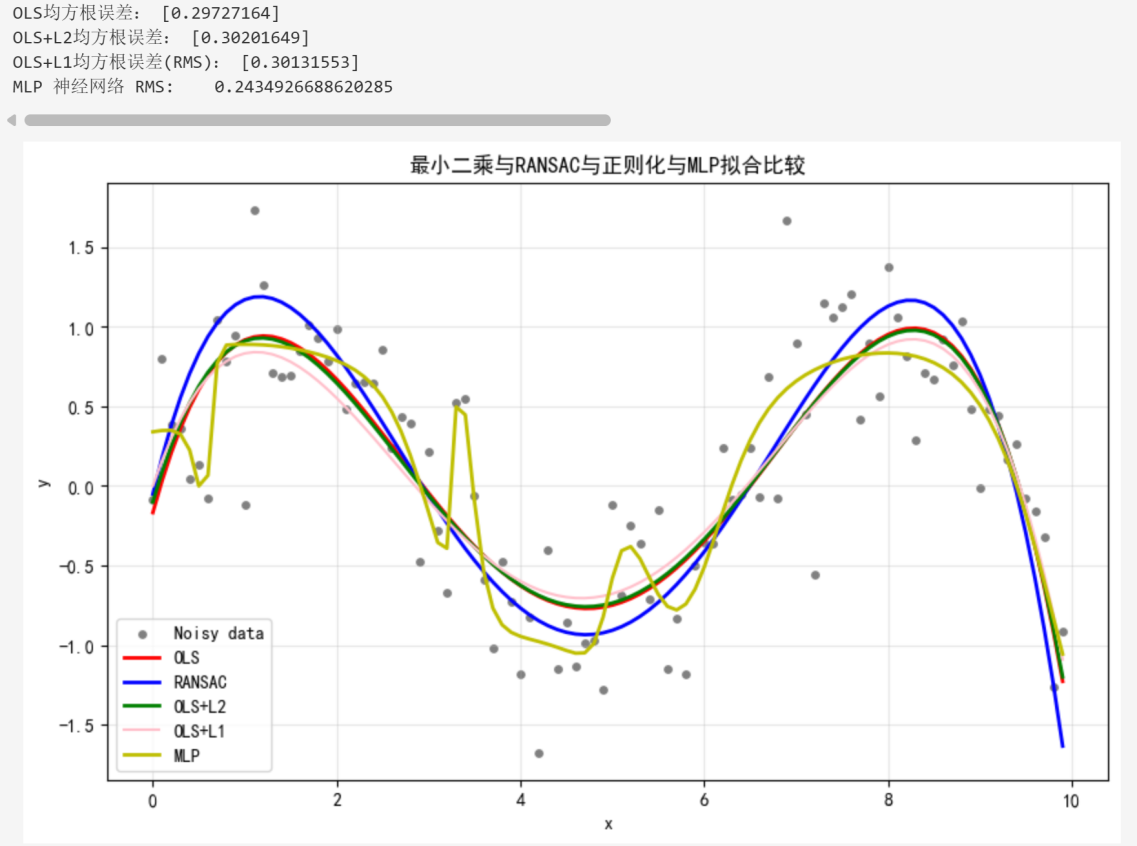 OLS均方根误差： [0.29727164]
OLS+L2均方根误差： [0.30201649]
OLS+L1均方根误差(RMS)： [0.30131553]
MLP 神经网络 RMS: 0.2434926688620285
最小二乘与RANSAC与正则化与MLP拟合比较
y
1.5
1.0
0.5
0.0
−0.5
−1.0
−1.5
Noisy data
OLS
RANSAC
OLS+L2
OLS+L1
MLP
0 2 4 6 8 10
x